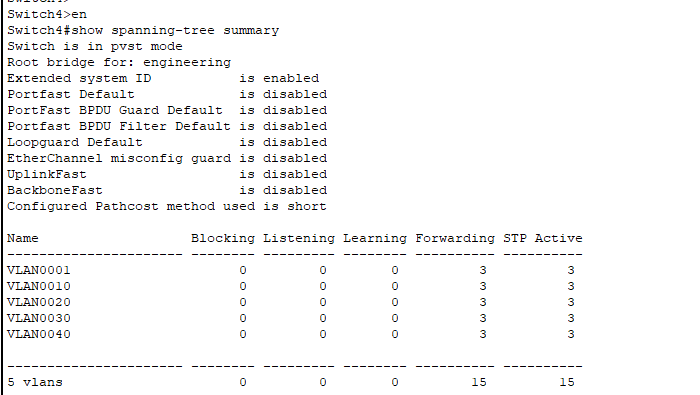 Switch4>en
Switch4#show spanning-tree summary
Switch is in pvst mode
Root bridge for: engineering
Extended system ID           is enabled
Portfast Default             is disabled
PortFast BPDU Guard Default  is disabled
Portfast BPDU Filter Default is disabled
Loopguard Default            is disabled
EtherChannel misconfig guard is disabled
UplinkFast                   is disabled
BackboneFast                 is disabled
Configured Pathcost method used is short
Name                   Blocking Listening Learning Forwarding STP Active
---------------------- -------- --------- -------- ---------- ----------
VLAN0001                     0         0        0          3          3
VLAN0010                     0         0        0          3          3
VLAN0020                     0         0        0          3          3
VLAN0030                     0         0        0          3          3
VLAN0040                     0         0        0          3          3
---------------------- -------- --------- -------- ---------- ----------
5 vlans                      0         0        0         15         15